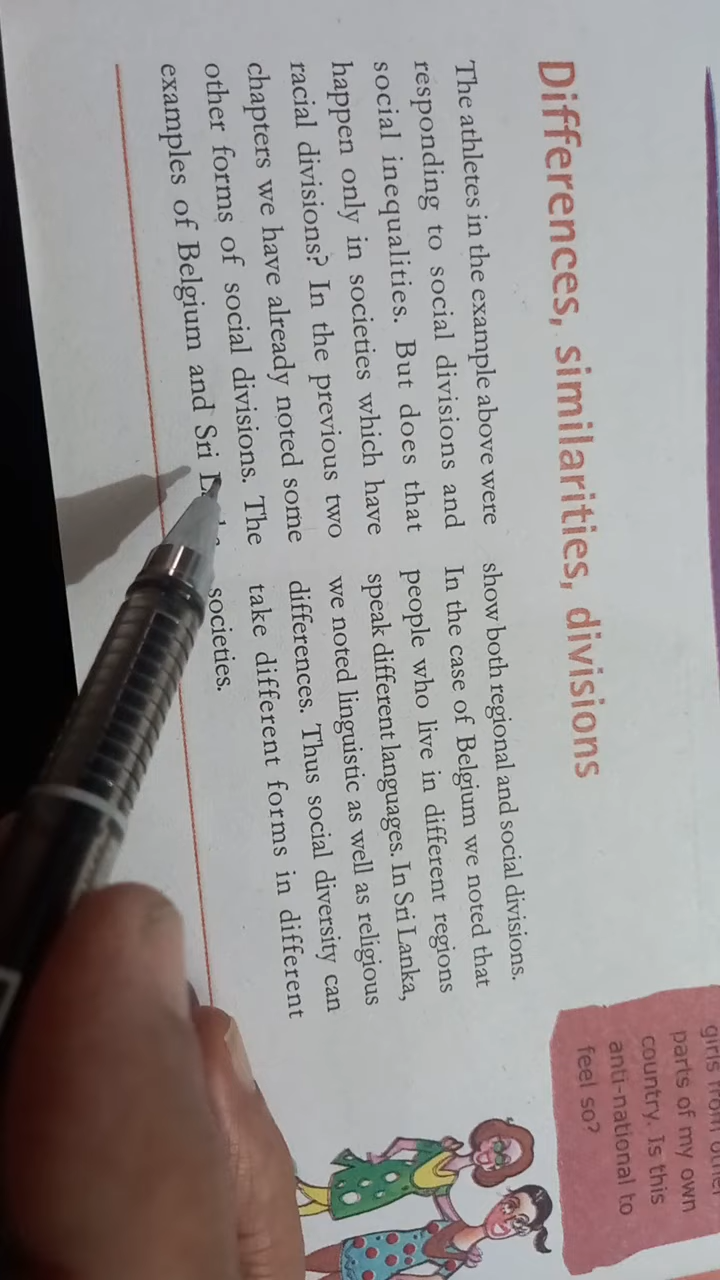 Differences, similarities, divisions
The athletes in the example above were
responding to social divisions and
social inequalities. But does that
happen only in societies which have
racial divisions? In the previous two
chapters we have already noted some
other forms of social divisions. The
examples of Belgium and Sri
show both regional and social divisions.
In the case of Belgium we noted that
people who live in different regions
speak different languages. In Sri Lanka,
we noted linguistic as well as religious
differences. Thus social diversity can
take different forms in different
societies.
girls from other
parts of my own
country. Is this
anti-national to
feel so?